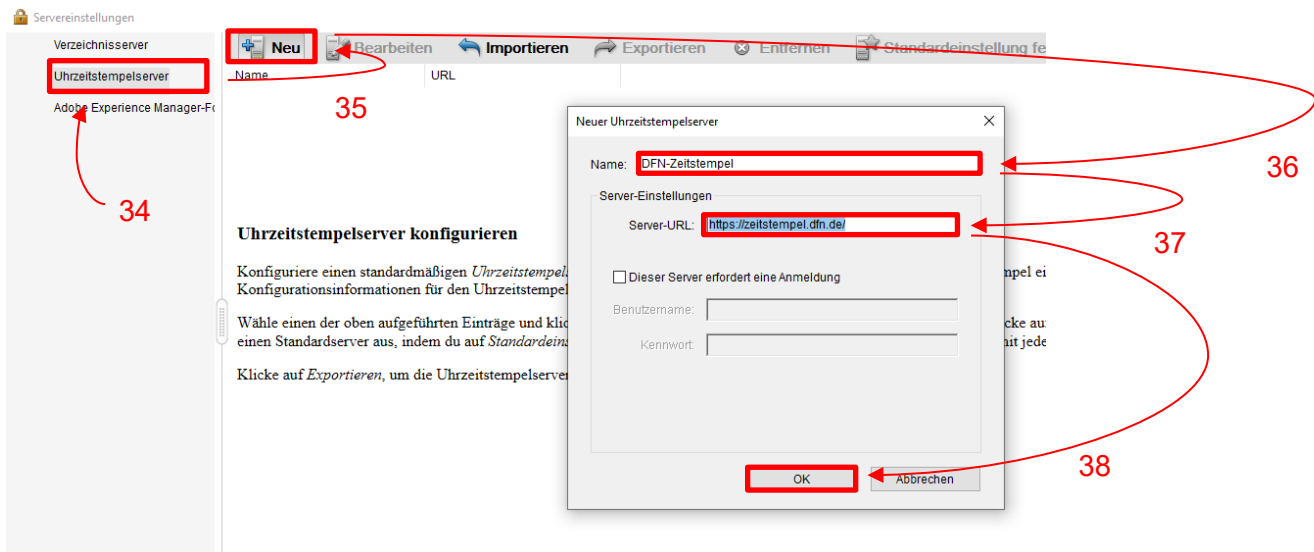 Servereinstellungen
Verzeichnisserver
Uhrzeitstempelserver
Adobe Experience Manager-Fo
34
Neu Bearbeiten Importieren Exportieren Entfernen Standardeinstellung fe
Name URL
35
Uhrzeitstempelserver konfigurieren
Konfiguriere einen standardmäßigen Uhrzeitstempels mpel ei
Konfigurationsinformationen für den Uhrzeitstempel
Wähle einen der oben aufgeführten Einträge und klic cke au
einen Standardserver aus, indem du auf Standardeins mit jede
Klicke auf Exportieren, um die Uhrzeitstempelserver
Neuer Uhrzeitstempelserver
Name: DFN-Zeitstempel
36
Server-Einstellungen
Server-URL: https://zeitstempel.dfn.de/
37
Dieser Server erfordert eine Anmeldung
Benutzername:
Kennwort:
OK Abbrechen
38